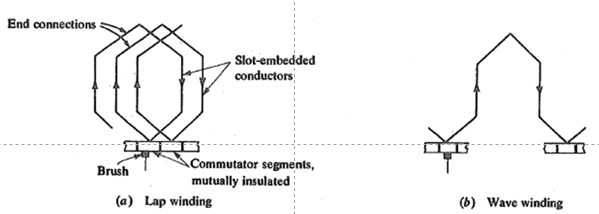 End connections
Slot-embedded
conductors
Brush
Commutator segments,
mutually insulated
(a) Lap winding
(b) Wave winding